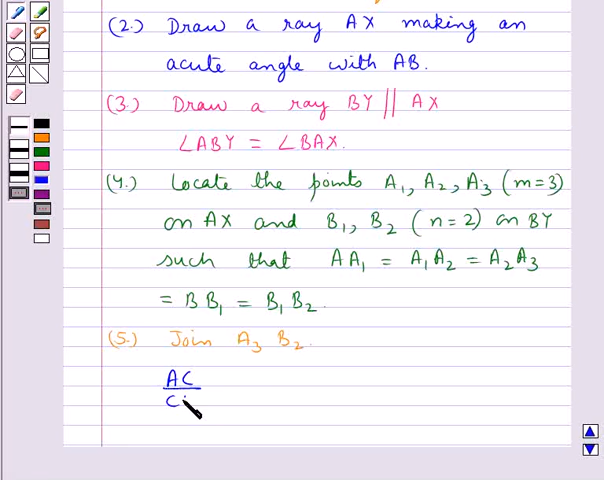 (2.) Draw a ray AX making an
acute angle with AB.
(3.) Draw a ray BY || AX
∠ABY = ∠BAX.
(4.) Locate the points A₁, A₂, A₃ (m=3)
on AX and B₁, B₂ (n=2) on BY
such that AA₁ = A₁A₂ = A₂A₃
= BB₁ = B₁B₂.
(5.) Join A₃ B₂.
AC
C